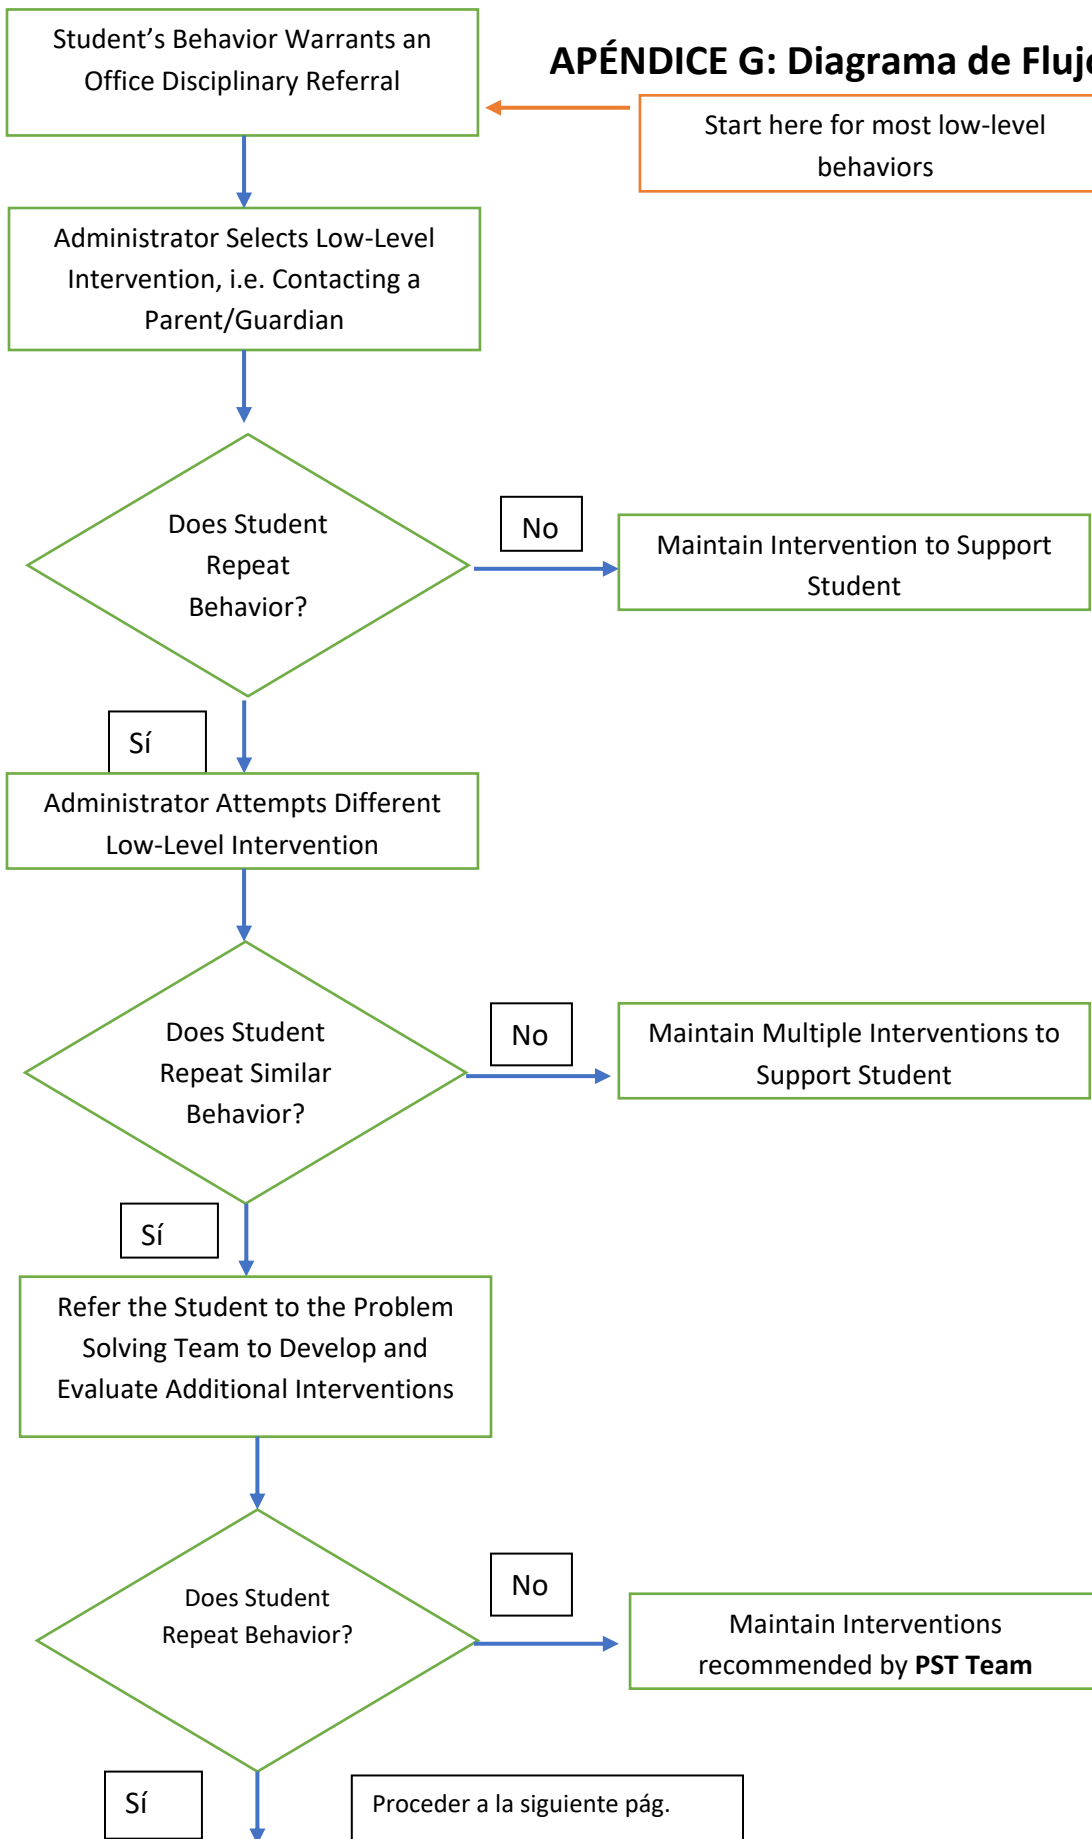 Student's Behavior Warrants an
Office Disciplinary Referral
APÉNDICE G: Diagrama de Flujo
Start here for most low-level
behaviors
Administrator Selects Low-Level
Intervention, i.e. Contacting a
Parent/Guardian
Does Student
Repeat
Behavior?
No
Maintain Intervention to Support
Student
Sí
Administrator Attempts Different
Low-Level Intervention
Does Student
Repeat Similar
Behavior?
No
Maintain Multiple Interventions to
Support Student
Sí
Refer the Student to the Problem
Solving Team to Develop and
Evaluate Additional Interventions
Does Student
Repeat Behavior?
No
Maintain Interventions
recommended by PST Team
Sí
Proceder a la siguiente pág.